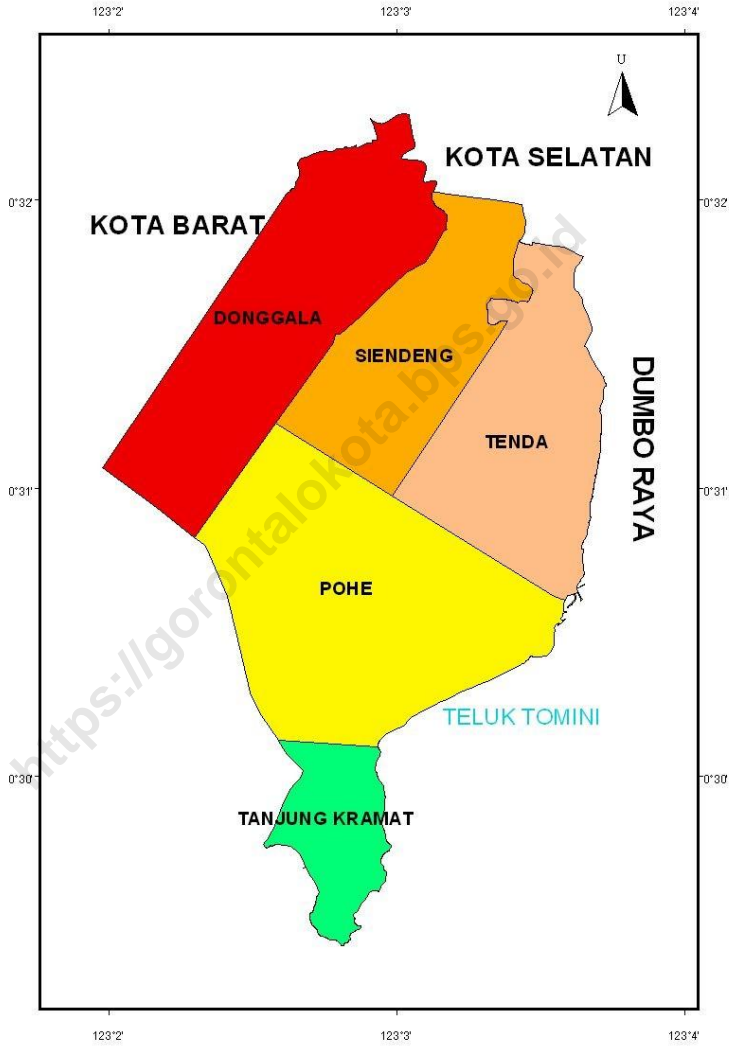 123°2'
123°3'
123°4'
U
KOTA SELATAN
0°32'
0°32'
KOTA BARAT
DONGGALA
SIENDENG
DUMBO RAYA
TENDA
0°31'
0°31'
POHE
TELUK TOMINI
0°30'
0°30'
TANJUNG KRAMAT
https://gorontalokota.bps.go.id
123°2'
123°3'
123°4'